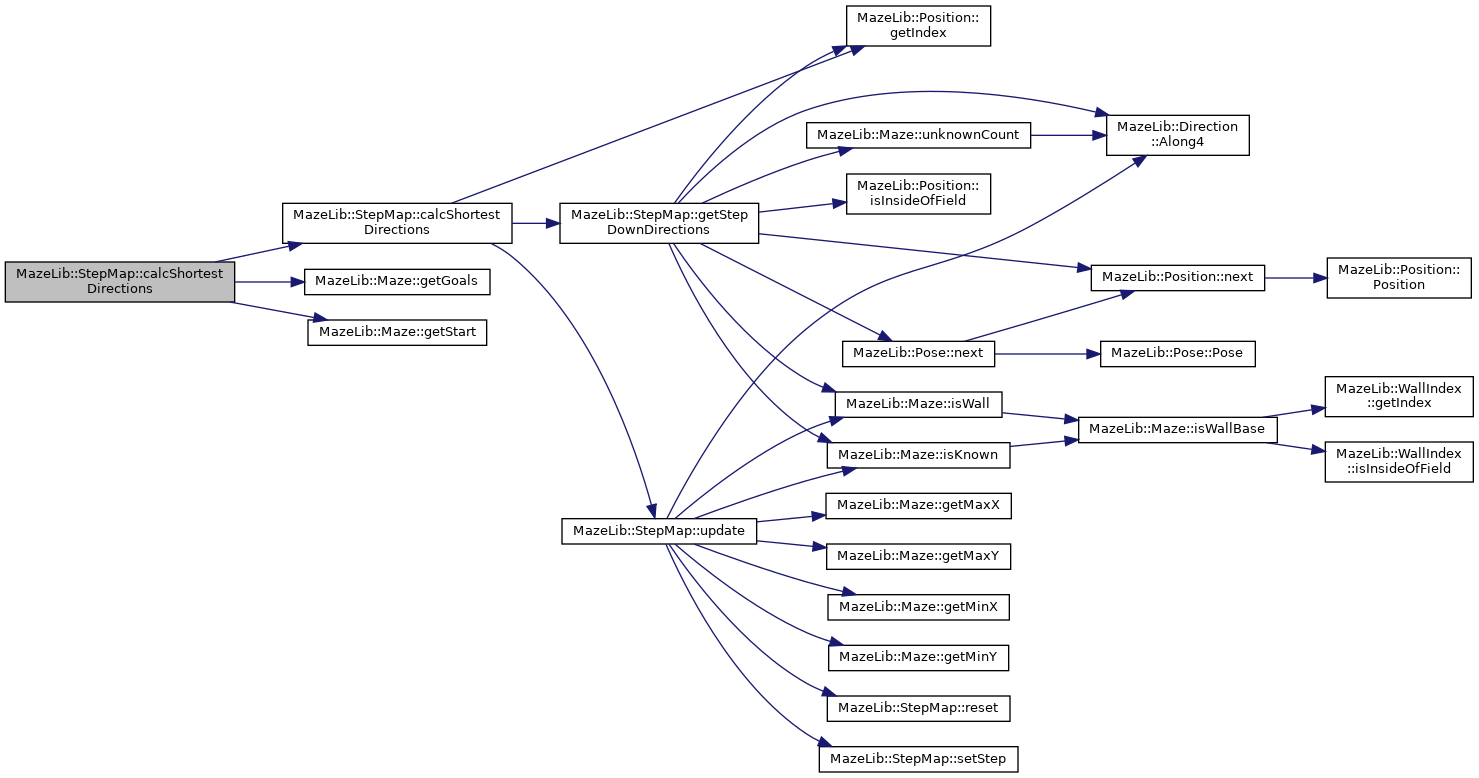 MazeLib::StepMap::calcShortest
Directions
MazeLib::StepMap::calcShortest
Directions
MazeLib::Maze::getGoals
MazeLib::Maze::getStart
MazeLib::StepMap::getStep
DownDirections
MazeLib::StepMap::update
MazeLib::Position::
getIndex
MazeLib::Maze::unknownCount
MazeLib::Position::
isInsideOfField
MazeLib::Pose::next
MazeLib::Maze::isWall
MazeLib::Maze::isKnown
MazeLib::Maze::getMaxX
MazeLib::Maze::getMaxY
MazeLib::Maze::getMinX
MazeLib::Maze::getMinY
MazeLib::StepMap::reset
MazeLib::StepMap::setStep
MazeLib::Direction
::Along4
MazeLib::Position::next
MazeLib::Pose::Pose
MazeLib::Maze::isWallBase
MazeLib::Position::
Position
MazeLib::WallIndex
::getIndex
MazeLib::WallIndex
::isInsideOfField